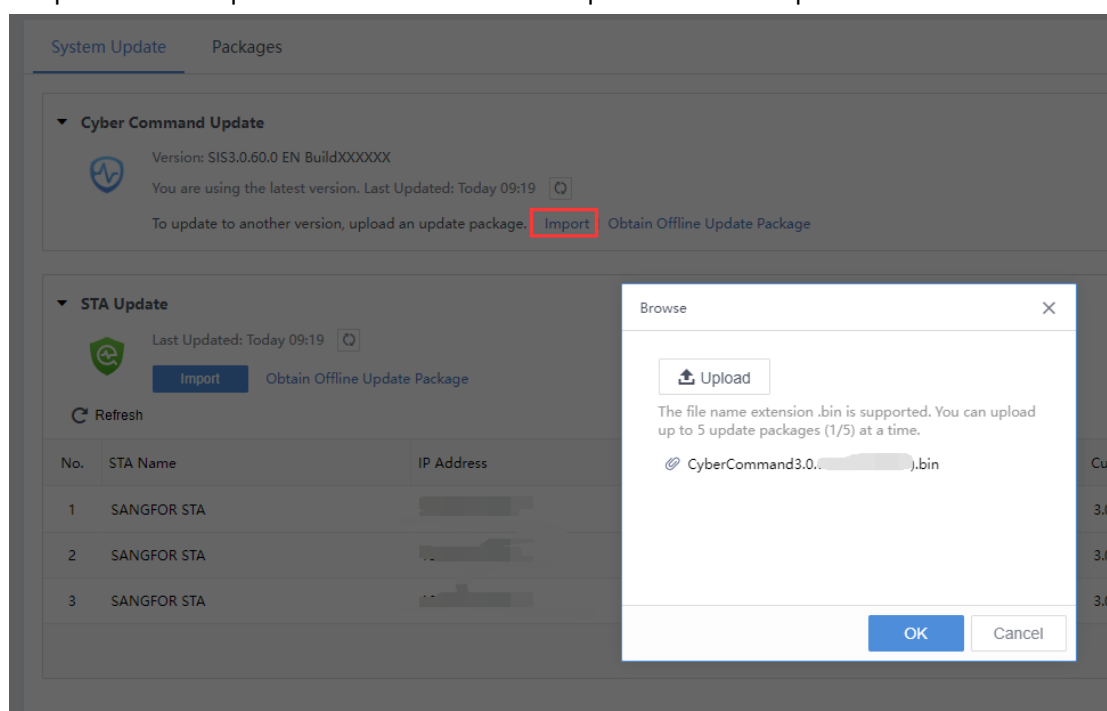 System Update Packages
Cyber Command Update
Version: SIS3.0.60.0 EN BuildXXXXXX
You are using the latest version. Last Updated: Today 09:19
To update to another version, upload an update package. Import Obtain Offline Update Package
STA Update
Last Updated: Today 09:19
Import Obtain Offline Update Package
Refresh
No. STA Name IP Address
1 SANGFOR STA
2 SANGFOR STA
3 SANGFOR STA
Browse
Upload
The file name extension .bin is supported. You can upload
up to 5 update packages (1/5) at a time.
CyberCommand3.0. ).bin
OK Cancel